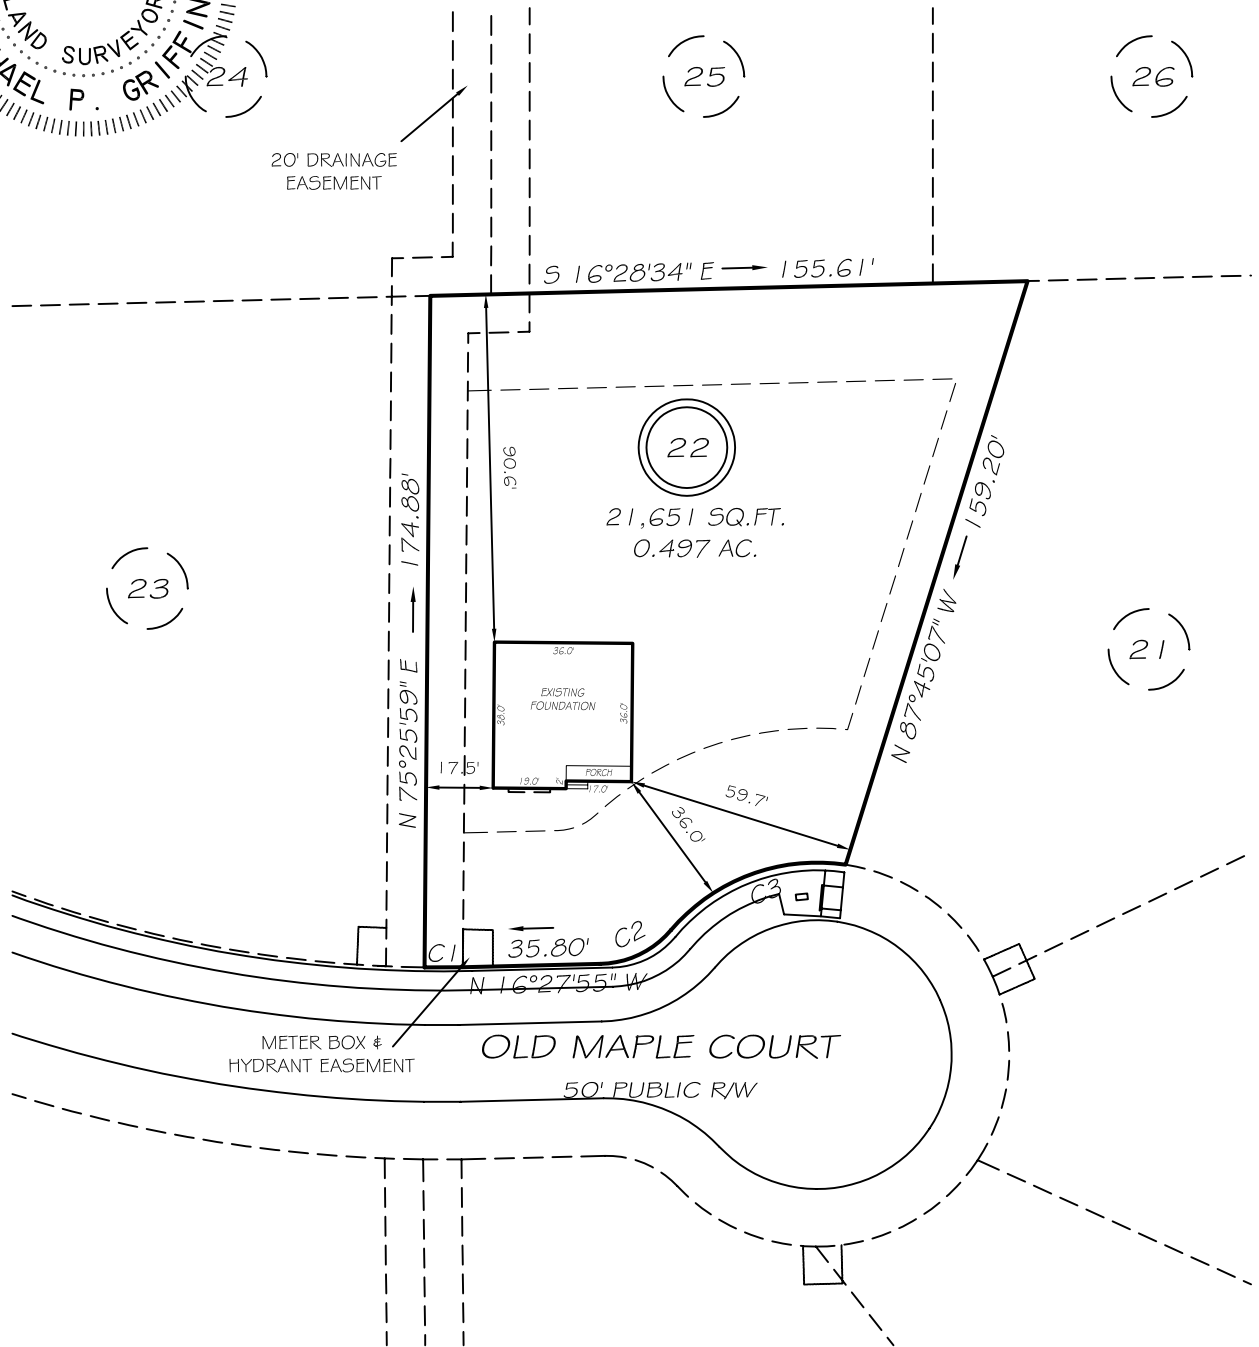 LAND SURVEYOR
P. GRIFFIN
24
25
26
20' DRAINAGE
EASEMENT
S 16°28'34" E 155.61'
90.6'
22
21,651 SQ.FT.
0.497 AC.
N 75°25'59" E 174.88'
N 87°45'07" W 159.20'
23
21
36.0'
EXISTING
FOUNDATION
38.0'
36.0'
PORCH
17.5'
19.0'
2'
17.0'
59.7'
36.0'
C3
C2
C1
35.80'
N 16°27'55" W
METER BOX &
HYDRANT EASEMENT
OLD MAPLE COURT
50' PUBLIC R/W